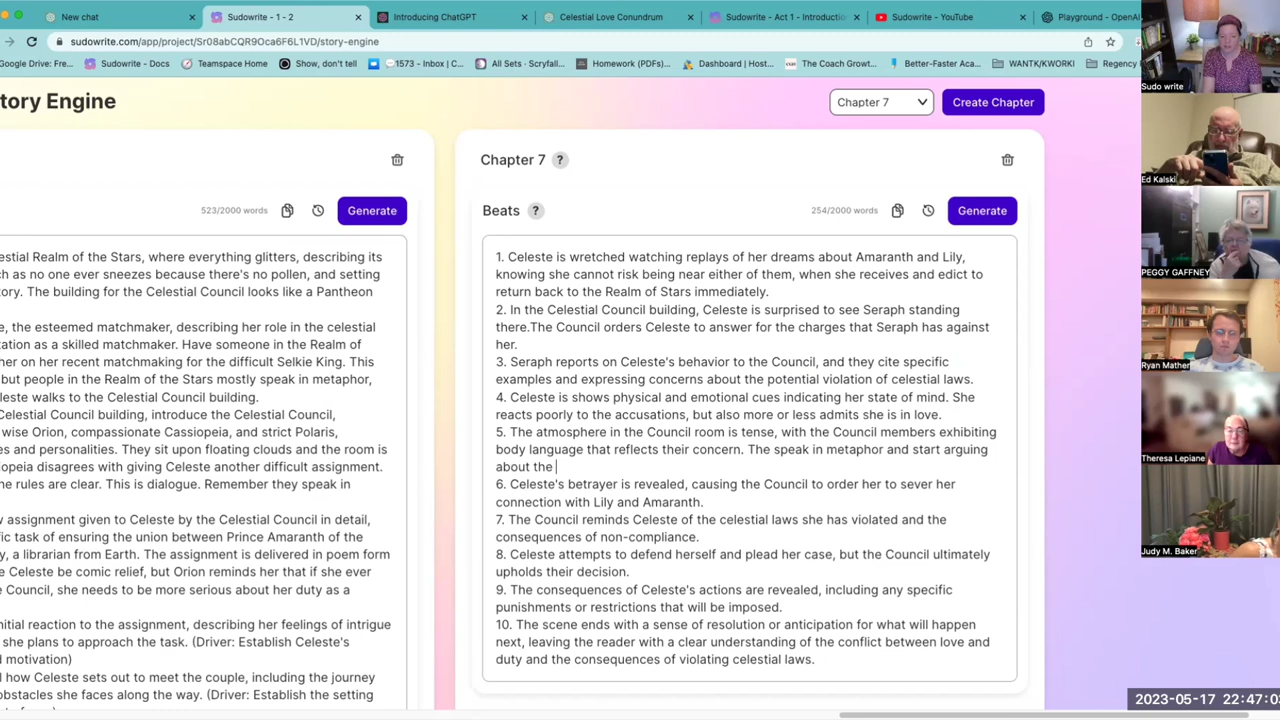 New chat
Sudowrite - 1 - 2
Introducing ChatGPT
Celestial Love Conundrum
Sudowrite - Act 1 - Introductio
Sudowrite - YouTube
Playground - OpenAI
sudowrite.com/app/project/Sr08abCQR9Oca6F6L1VD/story-engine
Google Drive: Fre...
Sudowrite - Docs
Teamspace Home
Show, don't tell
1573 - Inbox | C...
All Sets · Scryfall...
Homework (PDFs)...
Dashboard | Host...
The Coach Growt...
Better-Faster Aca...
WANTK/KWORKI
Regency
tory Engine
Chapter 7
Create Chapter
523/2000 words
Generate
estial Realm of the Stars, where everything glitters, describing its
ch as no one ever sneezes because there's no pollen, and setting
tory. The building for the Celestial Council looks like a Pantheon
e, the esteemed matchmaker, describing her role in the celestial
tation as a skilled matchmaker. Have someone in the Realm of
her on her recent matchmaking for the difficult Selkie King. This
but people in the Realm of the Stars mostly speak in metaphor,
leste walks to the Celestial Council building.
Celestial Council building, introduce the Celestial Council,
wise Orion, compassionate Cassiopeia, and strict Polaris,
es and personalities. They sit upon floating clouds and the room is
iopeia disagrees with giving Celeste another difficult assignment.
he rules are clear. This is dialogue. Remember they speak in
w assignment given to Celeste by the Celestial Council in detail,
fic task of ensuring the union between Prince Amaranth of the
y, a librarian from Earth. The assignment is delivered in poem form
e Celeste be comic relief, but Orion reminds her that if she ever
Council, she needs to be more serious about her duty as a
nitial reaction to the assignment, describing her feelings of intrigue
she plans to approach the task. (Driver: Establish Celeste's
d motivation)
l how Celeste sets out to meet the couple, including the journey
obstacles she faces along the way. (Driver: Establish the setting
Chapter 7 ?
Beats ?
254/2000 words
Generate
1. Celeste is wretched watching replays of her dreams about Amaranth and Lily,
knowing she cannot risk being near either of them, when she receives and edict to
return back to the Realm of Stars immediately.
2. In the Celestial Council building, Celeste is surprised to see Seraph standing
there.The Council orders Celeste to answer for the charges that Seraph has against
her.
3. Seraph reports on Celeste's behavior to the Council, and they cite specific
examples and expressing concerns about the potential violation of celestial laws.
4. Celeste is shows physical and emotional cues indicating her state of mind. She
reacts poorly to the accusations, but also more or less admits she is in love.
5. The atmosphere in the Council room is tense, with the Council members exhibiting
body language that reflects their concern. The speak in metaphor and start arguing
about the
6. Celeste's betrayer is revealed, causing the Council to order her to sever her
connection with Lily and Amaranth.
7. The Council reminds Celeste of the celestial laws she has violated and the
consequences of non-compliance.
8. Celeste attempts to defend herself and plead her case, but the Council ultimately
upholds their decision.
9. The consequences of Celeste's actions are revealed, including any specific
punishments or restrictions that will be imposed.
10. The scene ends with a sense of resolution or anticipation for what will happen
next, leaving the reader with a clear understanding of the conflict between love and
duty and the consequences of violating celestial laws.
Sudo write
Ed Kalski
PEGGY GAFFNEY
Ryan Mather
Theresa Lepiane
Judy M. Baker
2023-05-17 22:47:0